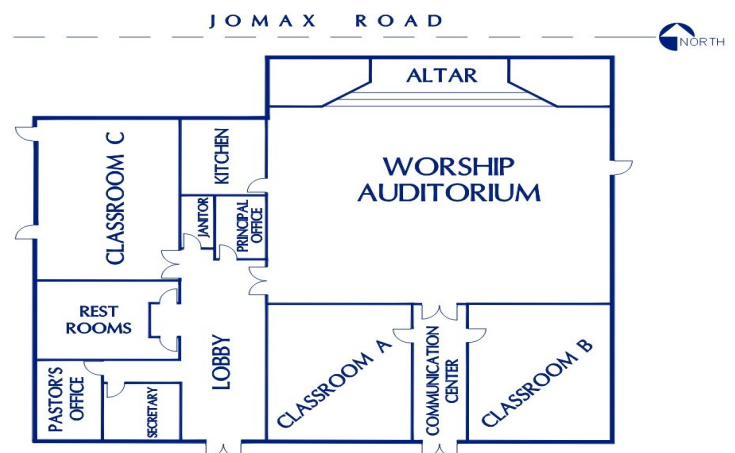 JOMAX ROAD
NORTH
ALTAR
WORSHIP
AUDITORIUM
CLASSROOM C
KITCHEN
JANITOR
PRINCIPAL
OFFICE
REST
ROOMS
LOBBY
CLASSROOM A
COMMUNICATION
CENTER
CLASSROOM B
PASTOR'S
OFFICE
SECRETARY